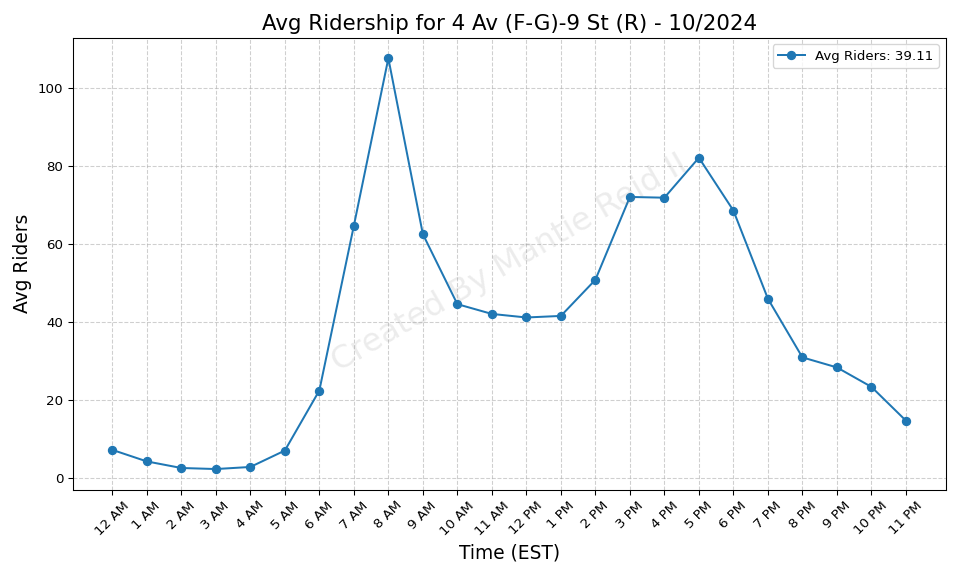 Avg Ridership for 4 Av (F-G)-9 St (R) - 10/2024
Avg Riders: 39.11
Avg Riders
100
80
60
40
20
0
Created By Mantie Reid II
12 AM
1 AM
2 AM
3 AM
4 AM
5 AM
6 AM
7 AM
8 AM
9 AM
10 AM
11 AM
12 PM
1 PM
2 PM
3 PM
4 PM
5 PM
6 PM
7 PM
8 PM
9 PM
10 PM
11 PM
Time (EST)